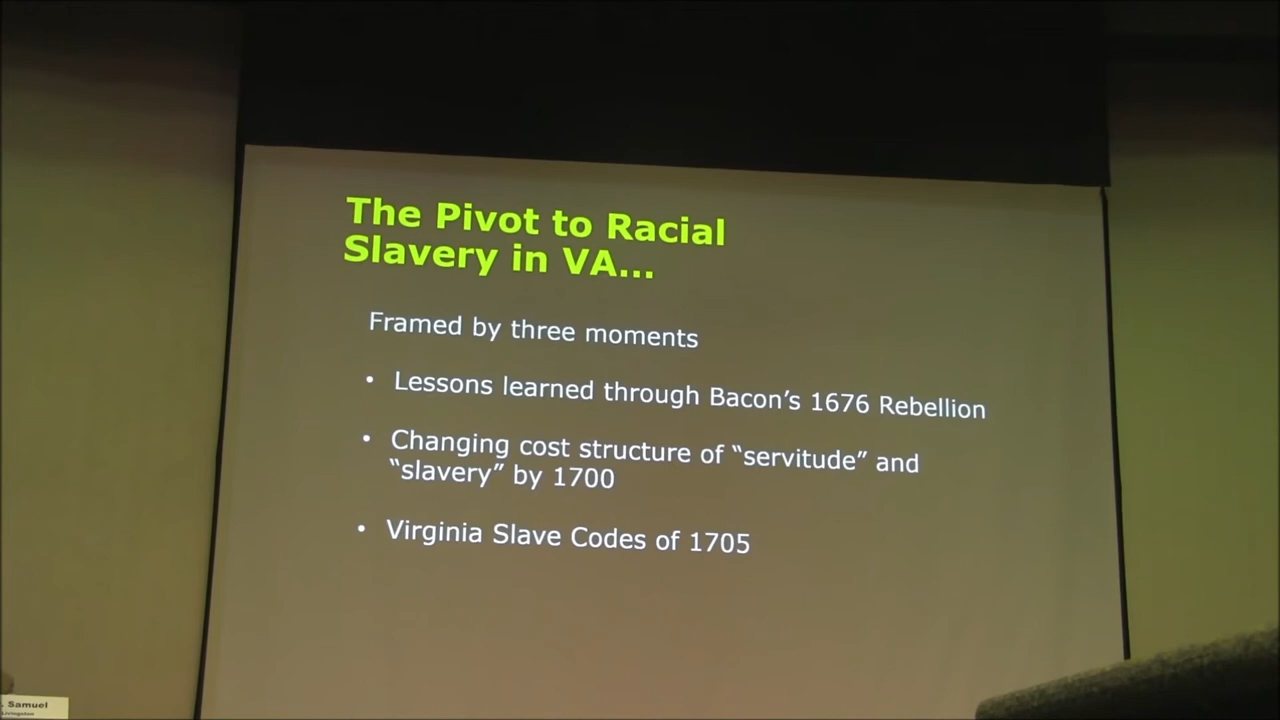 The Pivot to Racial
Slavery in VA...
Framed by three moments
• Lessons learned through Bacon’s 1676 Rebellion
• Changing cost structure of “servitude” and
“slavery” by 1700
• Virginia Slave Codes of 1705
. Samuel
Livingston